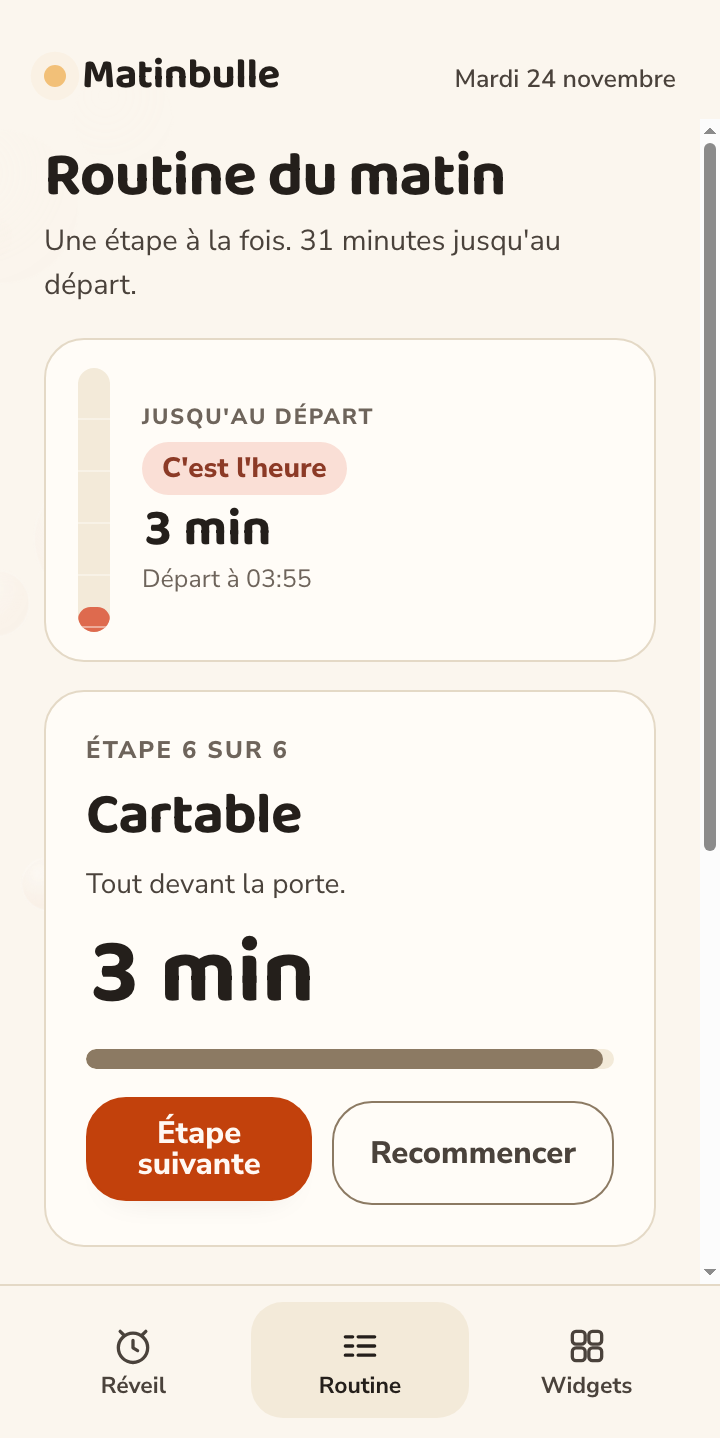 Matinbulle
Mardi 24 novembre
Routine du matin
Une étape à la fois. 31 minutes jusqu'au
départ.
JUSQU'AU DÉPART
C'est l'heure
3 min
Départ à 03:55
ÉTAPE 6 SUR 6
Cartable
Tout devant la porte.
3 min
Étape
suivante
Recommencer
Réveil
Routine
Widgets